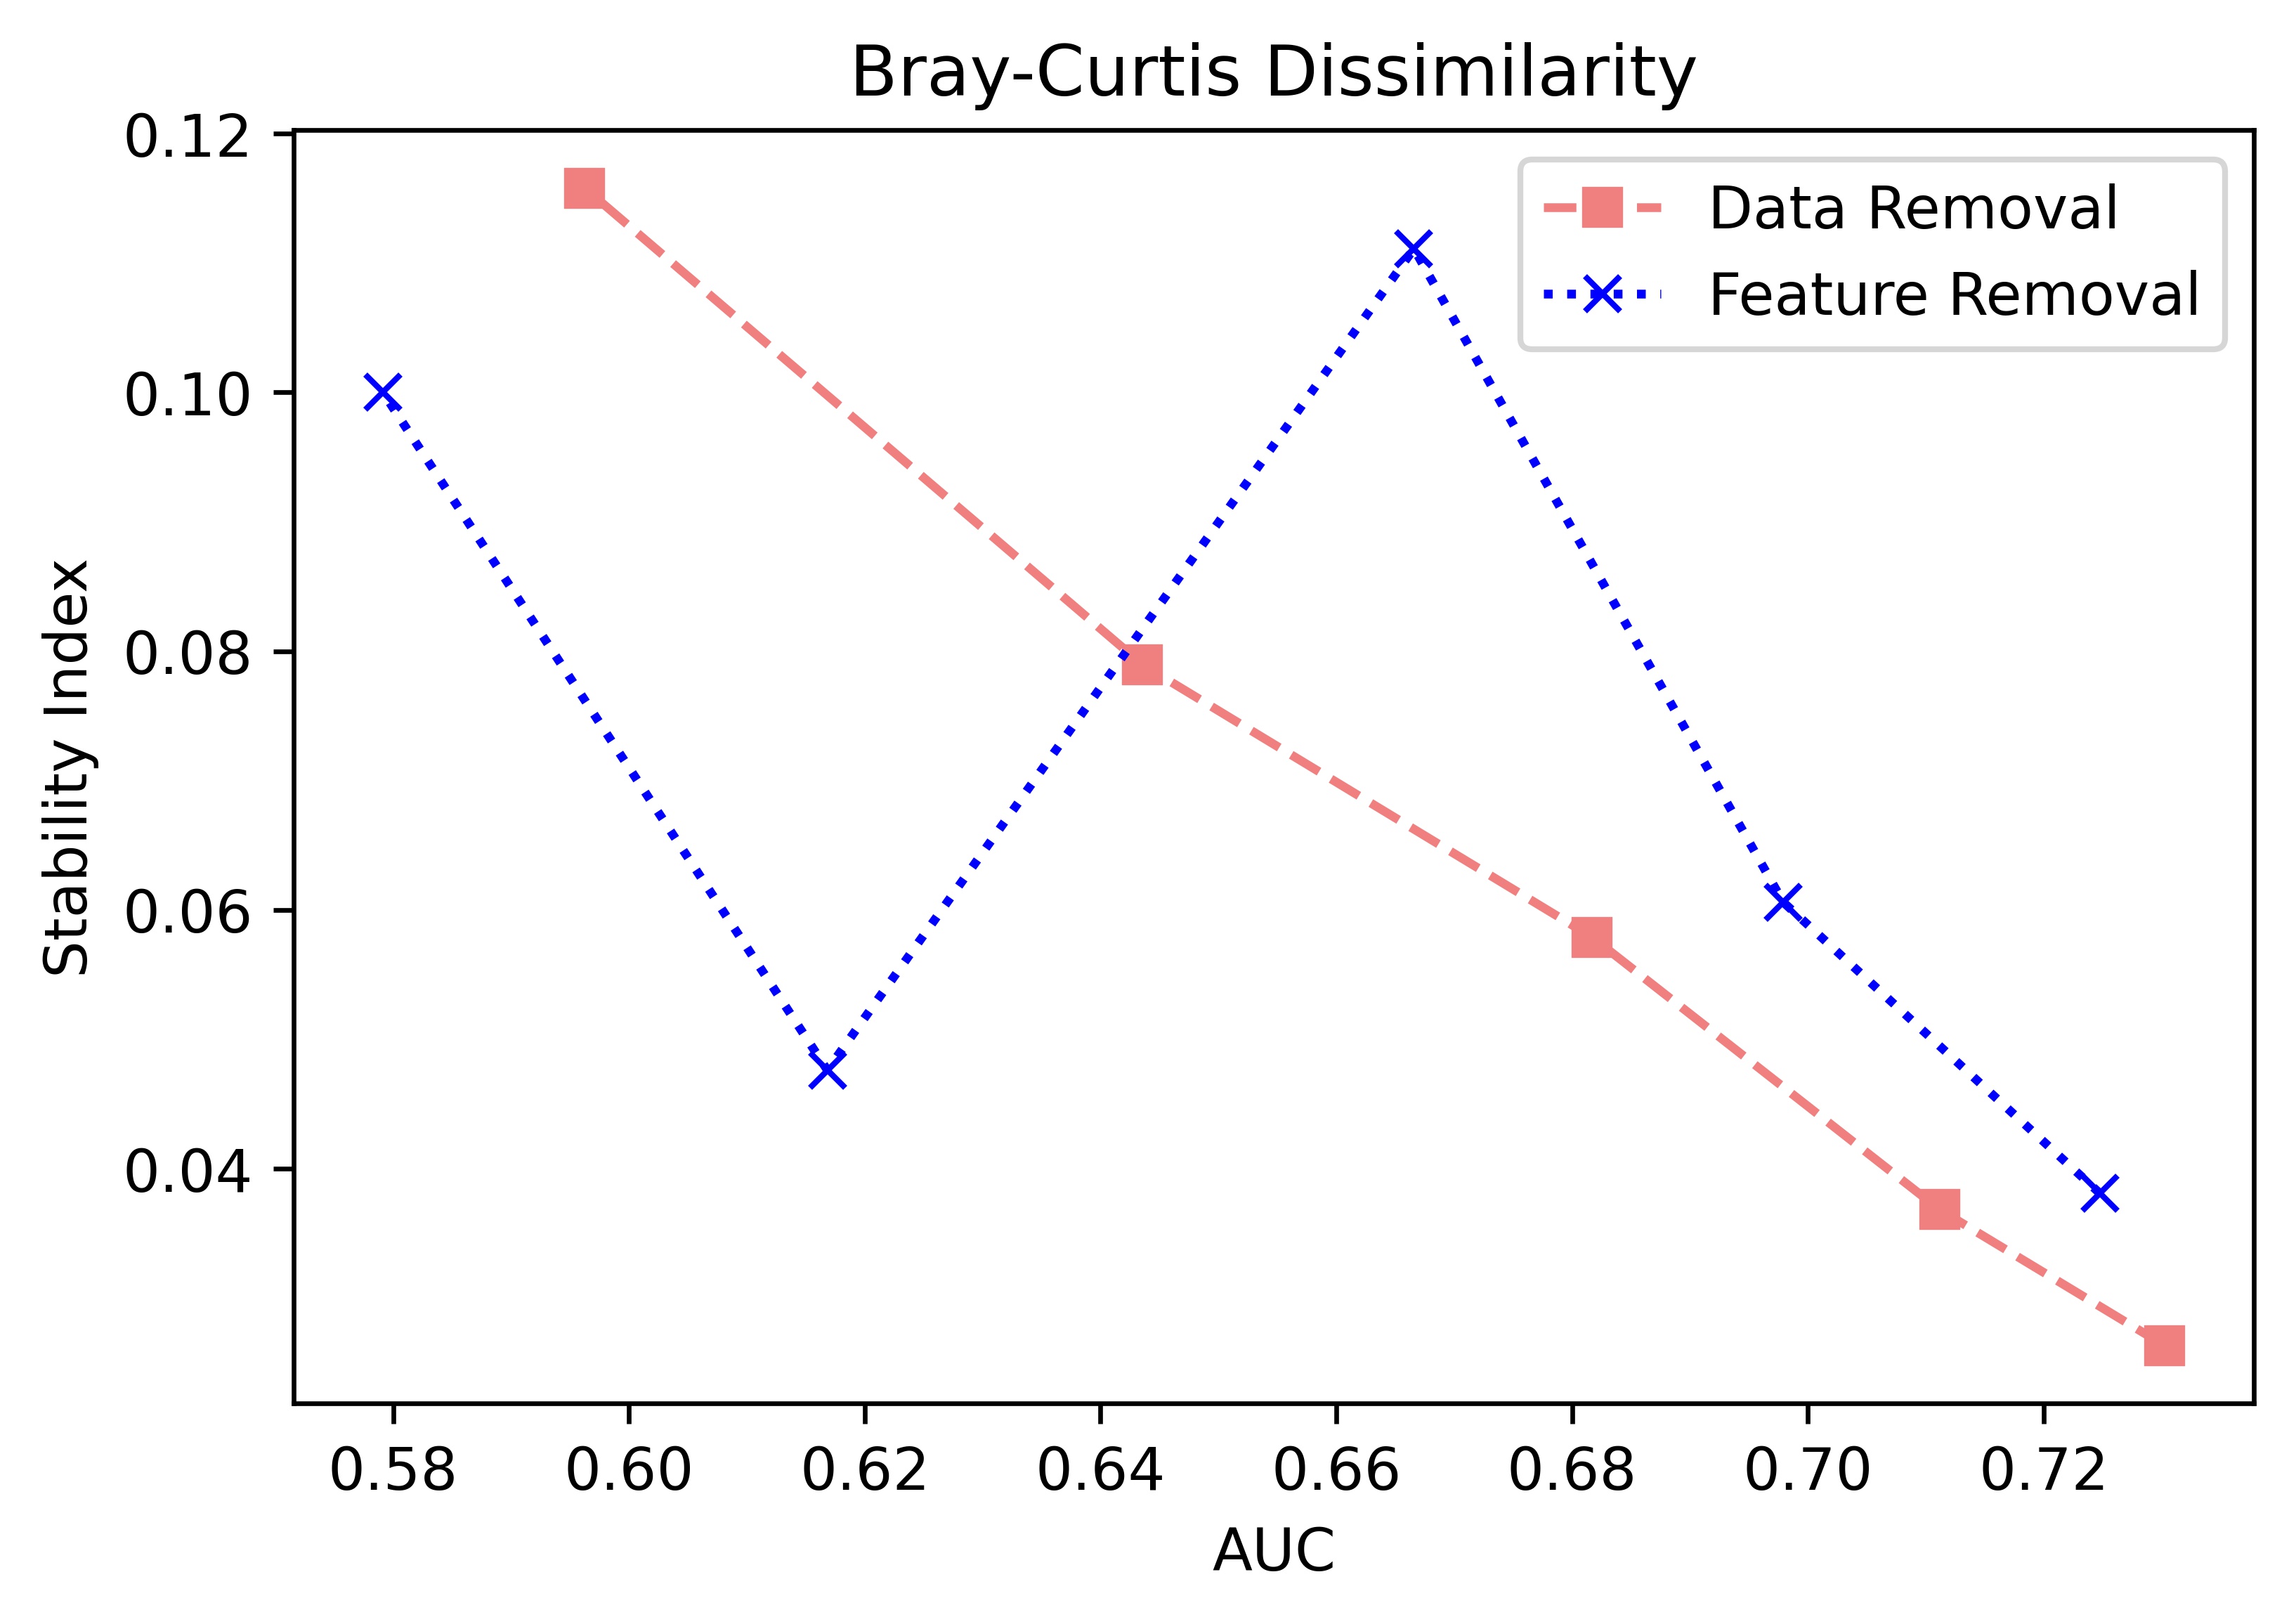 Bray-Curtis Dissimilarity
0.12
0.10
0.08
0.06
0.04
Stability Index
Data Removal
Feature Removal
0.58 0.60 0.62 0.64 0.66 0.68 0.70 0.72
AUC